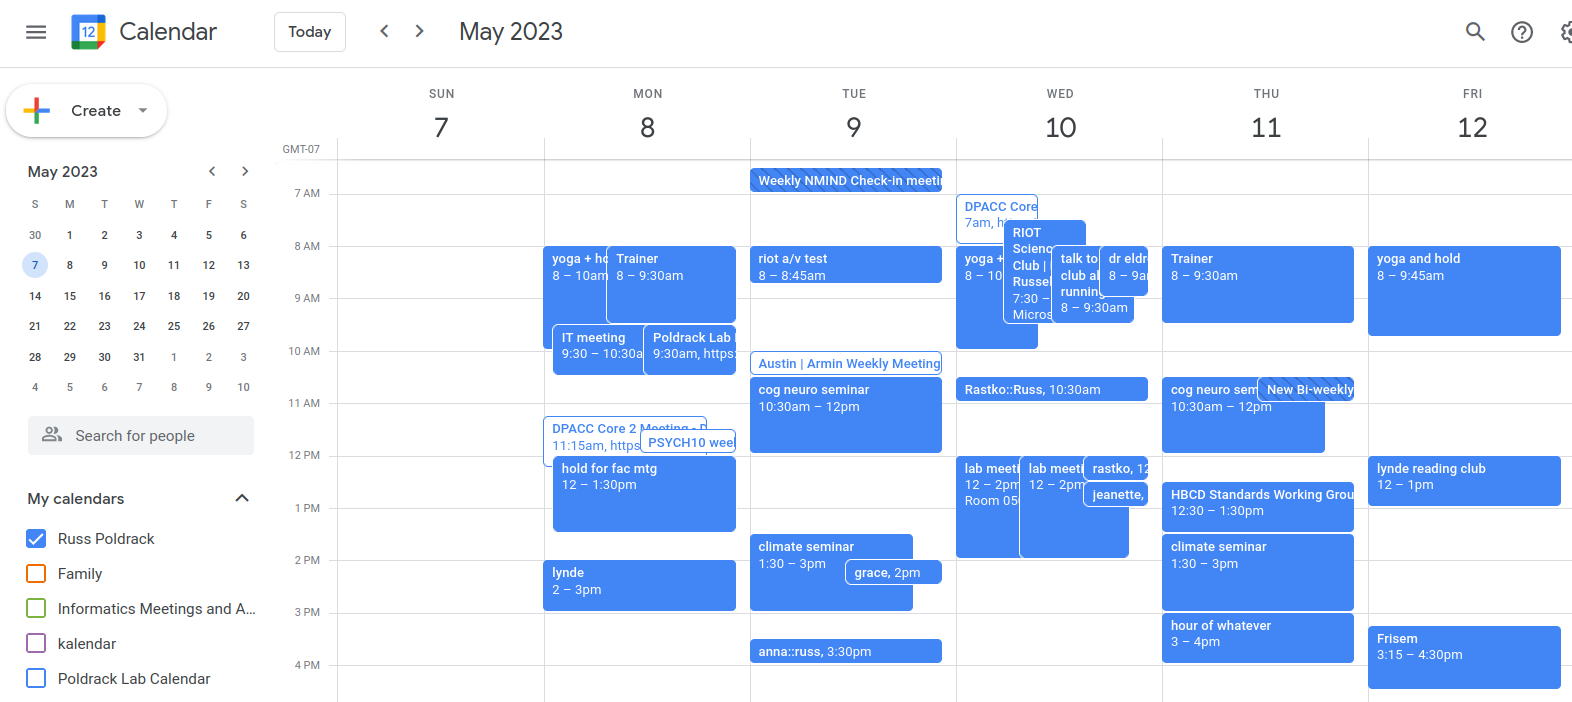 12 Calendar Today May 2023
Create
May 2023
S M T W T F S
30 1 2 3 4 5 6
7 8 9 10 11 12 13
14 15 16 17 18 19 20
21 22 23 24 25 26 27
28 29 30 31 1 2 3
4 5 6 7 8 9 10
Search for people
My calendars
Russ Poldrack
Family
Informatics Meetings and A...
kalendar
Poldrack Lab Calendar
GMT-07
7 AM
8 AM
9 AM
10 AM
11 AM
12 PM
1 PM
2 PM
3 PM
4 PM
SUN
7
MON
8
yoga + ho
8 – 10am
Trainer
8 – 9:30am
IT meeting
9:30 – 10:30a
Poldrack Lab
9:30am, https:
DPACC Core 2 Meeting - D
11:15am, https
PSYCH10 weel
hold for fac mtg
12 – 1:30pm
lynde
2 – 3pm
TUE
9
Weekly NMIND Check-in meeti
riot a/v test
8 – 8:45am
Austin | Armin Weekly Meeting
cog neuro seminar
10:30am – 12pm
climate seminar
1:30 – 3pm
grace, 2pm
anna::russ, 3:30pm
WED
10
DPACC Core
7am, h
RIOT
Scienc
Club |
Russe
7:30 –
Micros
yoga +
8 – 10
talk to
club al
running
8 – 9:30am
dr eldr
8 – 9a
Rastko::Russ, 10:30am
lab meeti
12 – 2pm
Room 05
lab meeti
12 – 2pm
rastko, 12
jeanette,
THU
11
Trainer
8 – 9:30am
cog neuro sem
10:30am – 12pm
New Bi-weekly
HBCD Standards Working Grou
12:30 – 1:30pm
climate seminar
1:30 – 3pm
hour of whatever
3 – 4pm
FRI
12
yoga and hold
8 – 9:45am
lynde reading club
12 – 1pm
Frisem
3:15 – 4:30pm